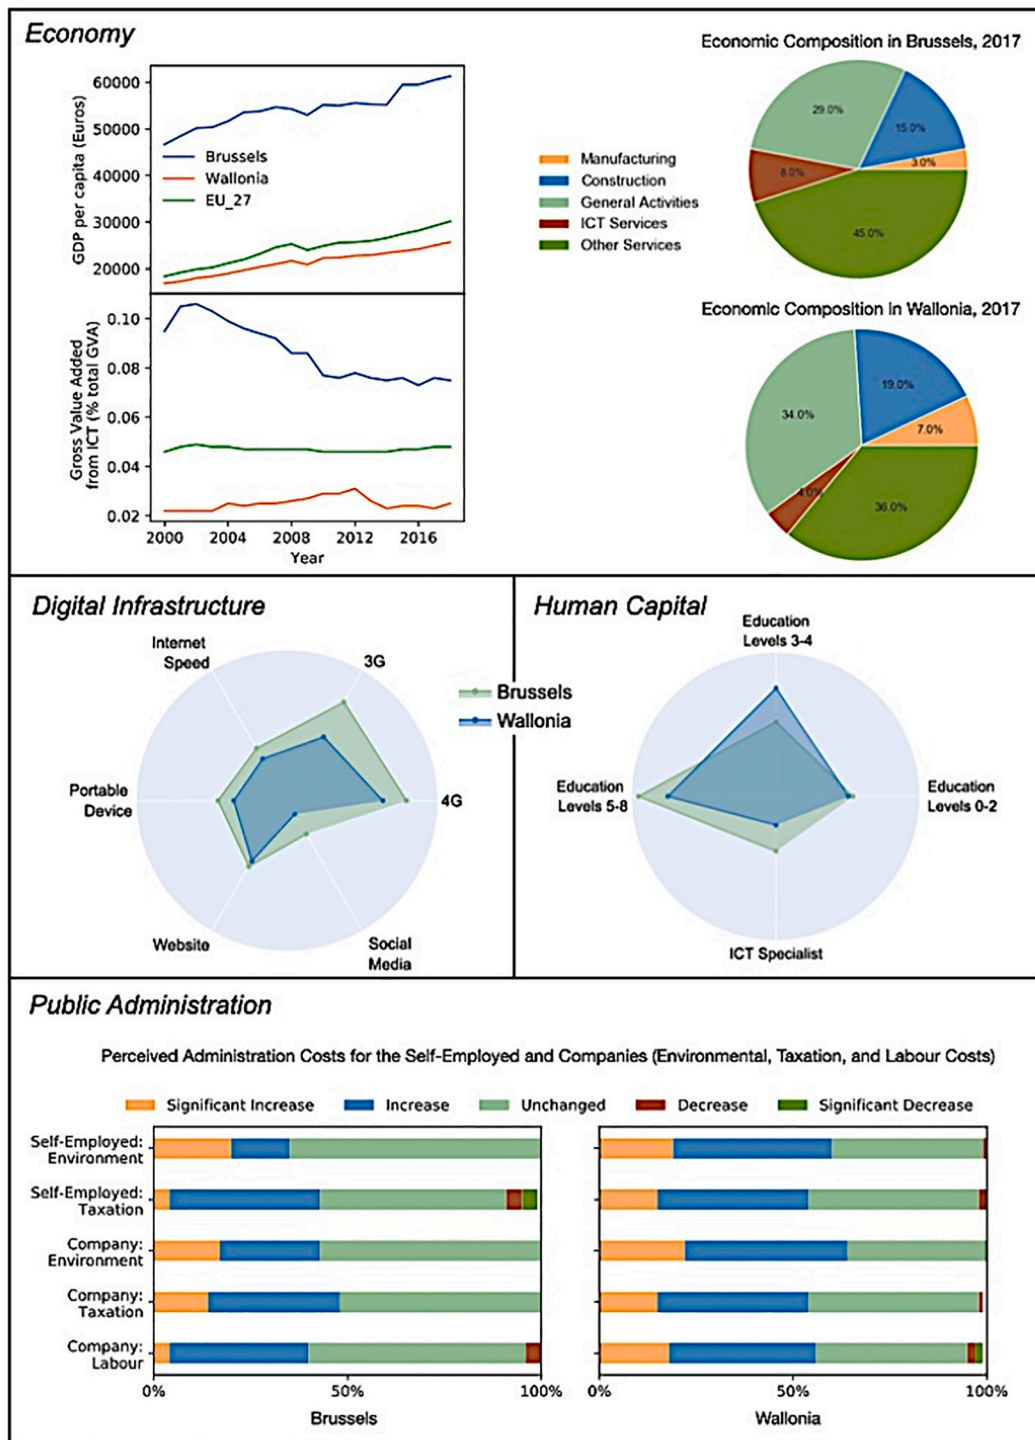 Economy
60000
50000
40000
30000
20000
GDP per capita (Euros)
Brussels
Wallonia
EU_27
0.10
0.08
0.06
0.04
0.02
Gross Value Added
from ICT (% total GVA)
2000 2004 2008 2012 2016
Year
Manufacturing
Construction
General Activities
ICT Services
Other Services
Economic Composition in Brussels, 2017
29.0%
15.0%
3.0%
8.0%
45.0%
Economic Composition in Wallonia, 2017
19.0%
34.0%
7.0%
4.0%
36.0%
Digital Infrastructure
Internet
Speed
3G
Portable
Device
4G
Website
Social
Media
Brussels
Wallonia
Human Capital
Education
Levels 3-4
Education
Levels 5-8
Education
Levels 0-2
ICT Specialist
Public Administration
Perceived Administration Costs for the Self-Employed and Companies (Environmental, Taxation, and Labour Costs)
Significant Increase Increase Unchanged Decrease Significant Decrease
Self-Employed:
Environment
Self-Employed:
Taxation
Company:
Environment
Company:
Taxation
Company:
Labour
0% 50% 100% 0% 50% 100%
Brussels Wallonia